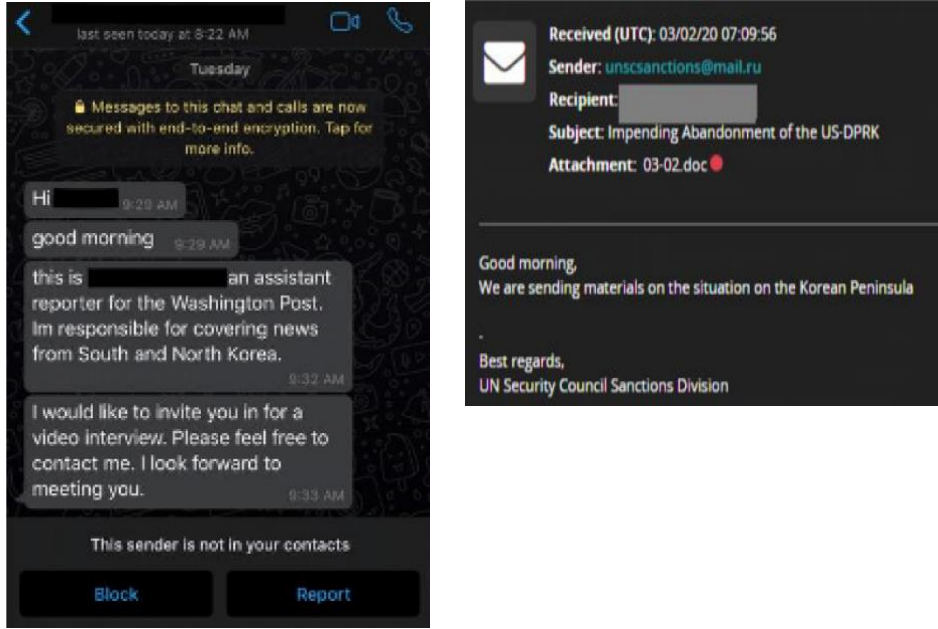 last seen today at 8:22 AM
Tuesday
Messages to this chat and calls are now
secured with end-to-end encryption. Tap for
more info.
Hi
9:29 AM
good morning 9:29 AM
this is an assistant
reporter for the Washington Post.
Im responsible for covering news
from South and North Korea.
9:32 AM
I would like to invite you in for a
video interview. Please feel free to
contact me. I look forward to
meeting you. 9:33 AM
This sender is not in your contacts
Block Report
Received (UTC): 03/02/20 07:09:56
Sender: unscsanctions@mail.ru
Recipient:
Subject: Impending Abandonment of the US-DPRK
Attachment: 03-02.doc
Good morning,
We are sending materials on the situation on the Korean Peninsula
.
Best regards,
UN Security Council Sanctions Division